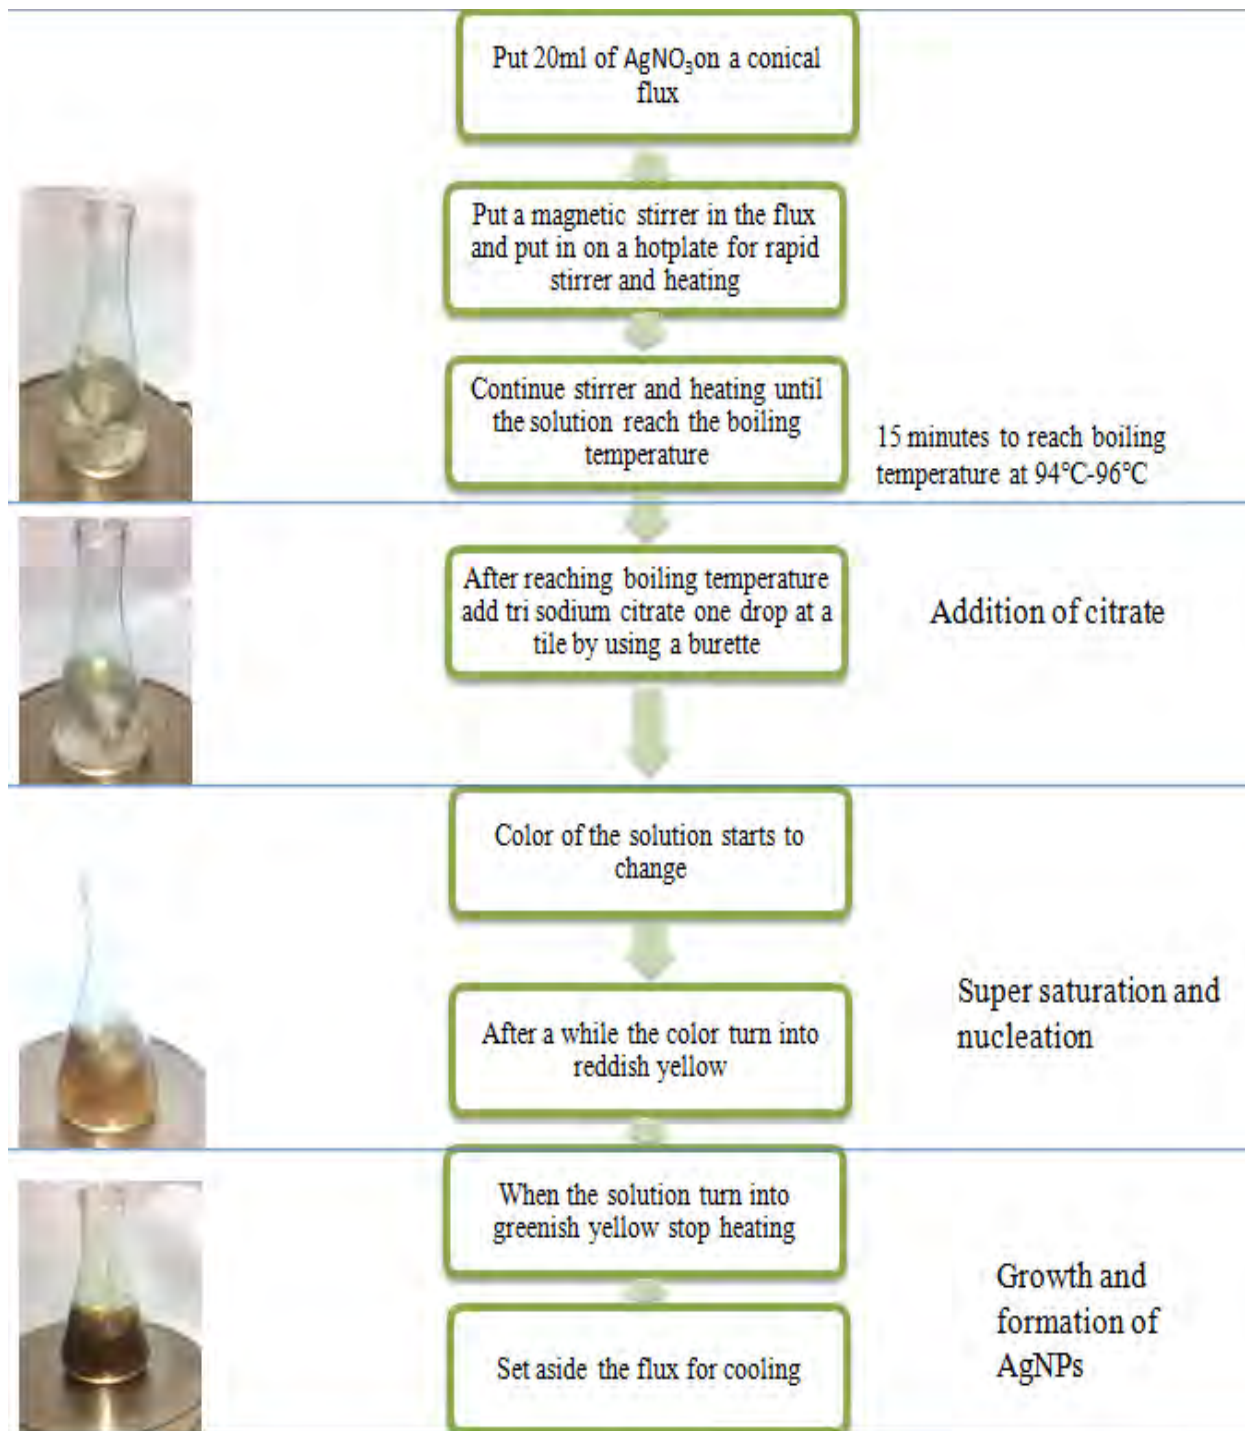 Put 20ml of AgNO₃on a conical
flux
Put a magnetic stirrer in the flux
and put in on a hotplate for rapid
stirrer and heating
Continue stirrer and heating until
the solution reach the boiling
temperature
15 minutes to reach boiling
temperature at 94°C-96°C
After reaching boiling temperature
add tri sodium citrate one drop at a
tile by using a burette
Addition of citrate
Color of the solution starts to
change
After a while the color turn into
reddish yellow
Super saturation and
nucleation
When the solution turn into
greenish yellow stop heating
Set aside the flux for cooling
Growth and
formation of
AgNPs